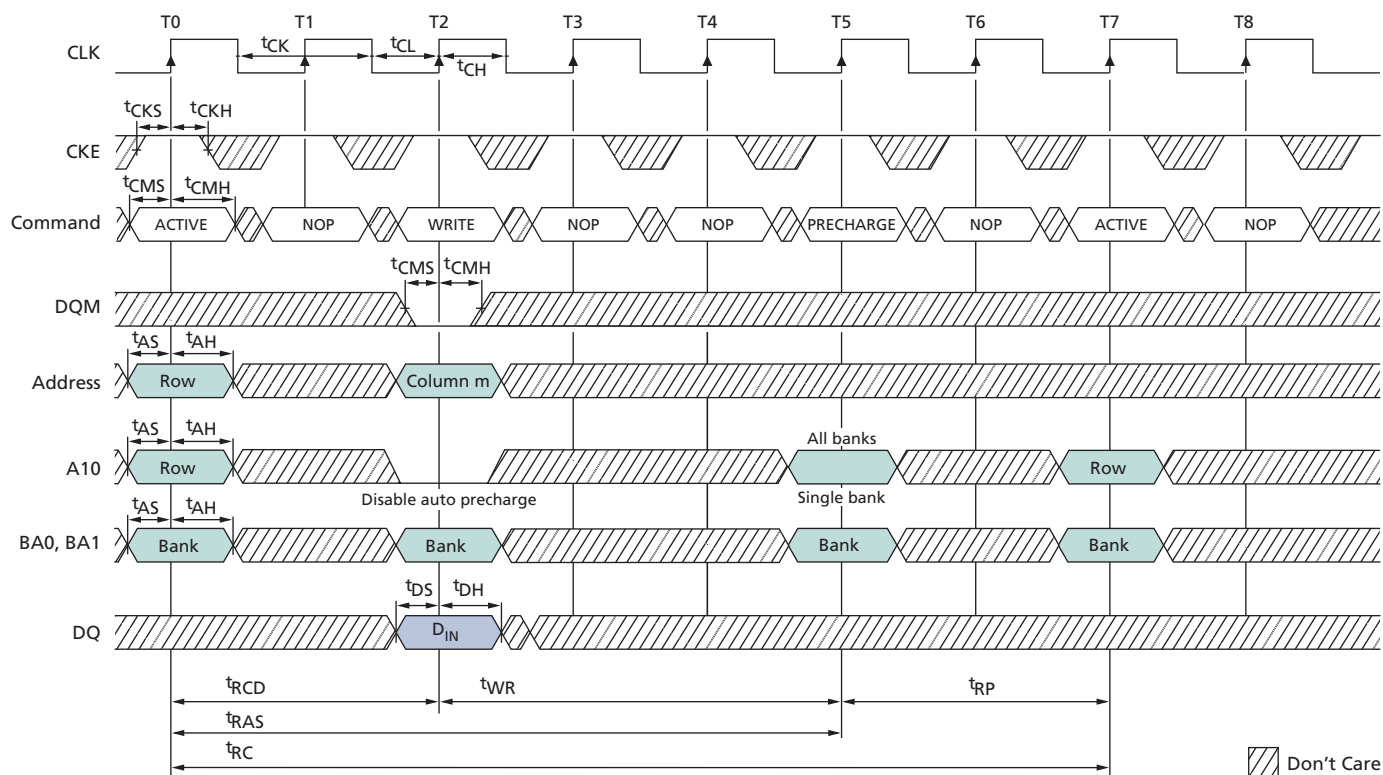 T0 T1 T2 T3 T4 T5 T6 T7 T8
CLK
tCK tCL
tCH
tCKS tCKH
CKE
tCMS tCMH
Command ACTIVE NOP WRITE NOP NOP PRECHARGE NOP ACTIVE NOP
tCMS tCMH
DQM
tAS tAH
Address Row Column m
tAS tAH All banks
A10 Row Row
Disable auto precharge Single bank
tAS tAH
BA0, BA1 Bank Bank Bank Bank
tDS tDH
DQ DIN
tRCD tWR tRP
tRAS
tRC
Don't Care